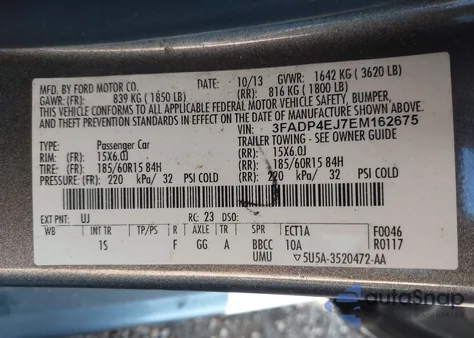 MFD. BY FORD MOTOR CO.
DATE: 10/13 GVWR: 1642 KG ( 3620 LB)
GAWR: (FR): 839 KG ( 1850 LB) (RR): 816 KG ( 1800 LB)
THIS CONFORMS TO ALL APPLICABLE FEDERAL MOTOR VEHICLE SAFETY, BUMPER,
AND THEFT PREVENTION STANDARDS IN EFFECT ON THE DATE OF MANUFACTURE SHOWN ABOVE.
VIN: 3FADP4EJ7EM162675
TYPE: Passenger Car TRAILER TOWING - SEE OWNER GUIDE
RIM: (FR): 15X6.0J (RR): 15X6.0J
TIRE: (FR): 185/60R15 84H (RR): 185/60R15 84H
PRESSURE: (FR): 220 kPa/ 32 PSI COLD (RR): 220 kPa/ 32 PSI COLD
EXT PNT: UJ RC: 23 DSO:
WB INT TR TP/PS R AXLE TR SPR ECT1A F0046
1S F GG A BBCC 10A R0117
UMU ▽5U5A-3520472-AA
autoSnap